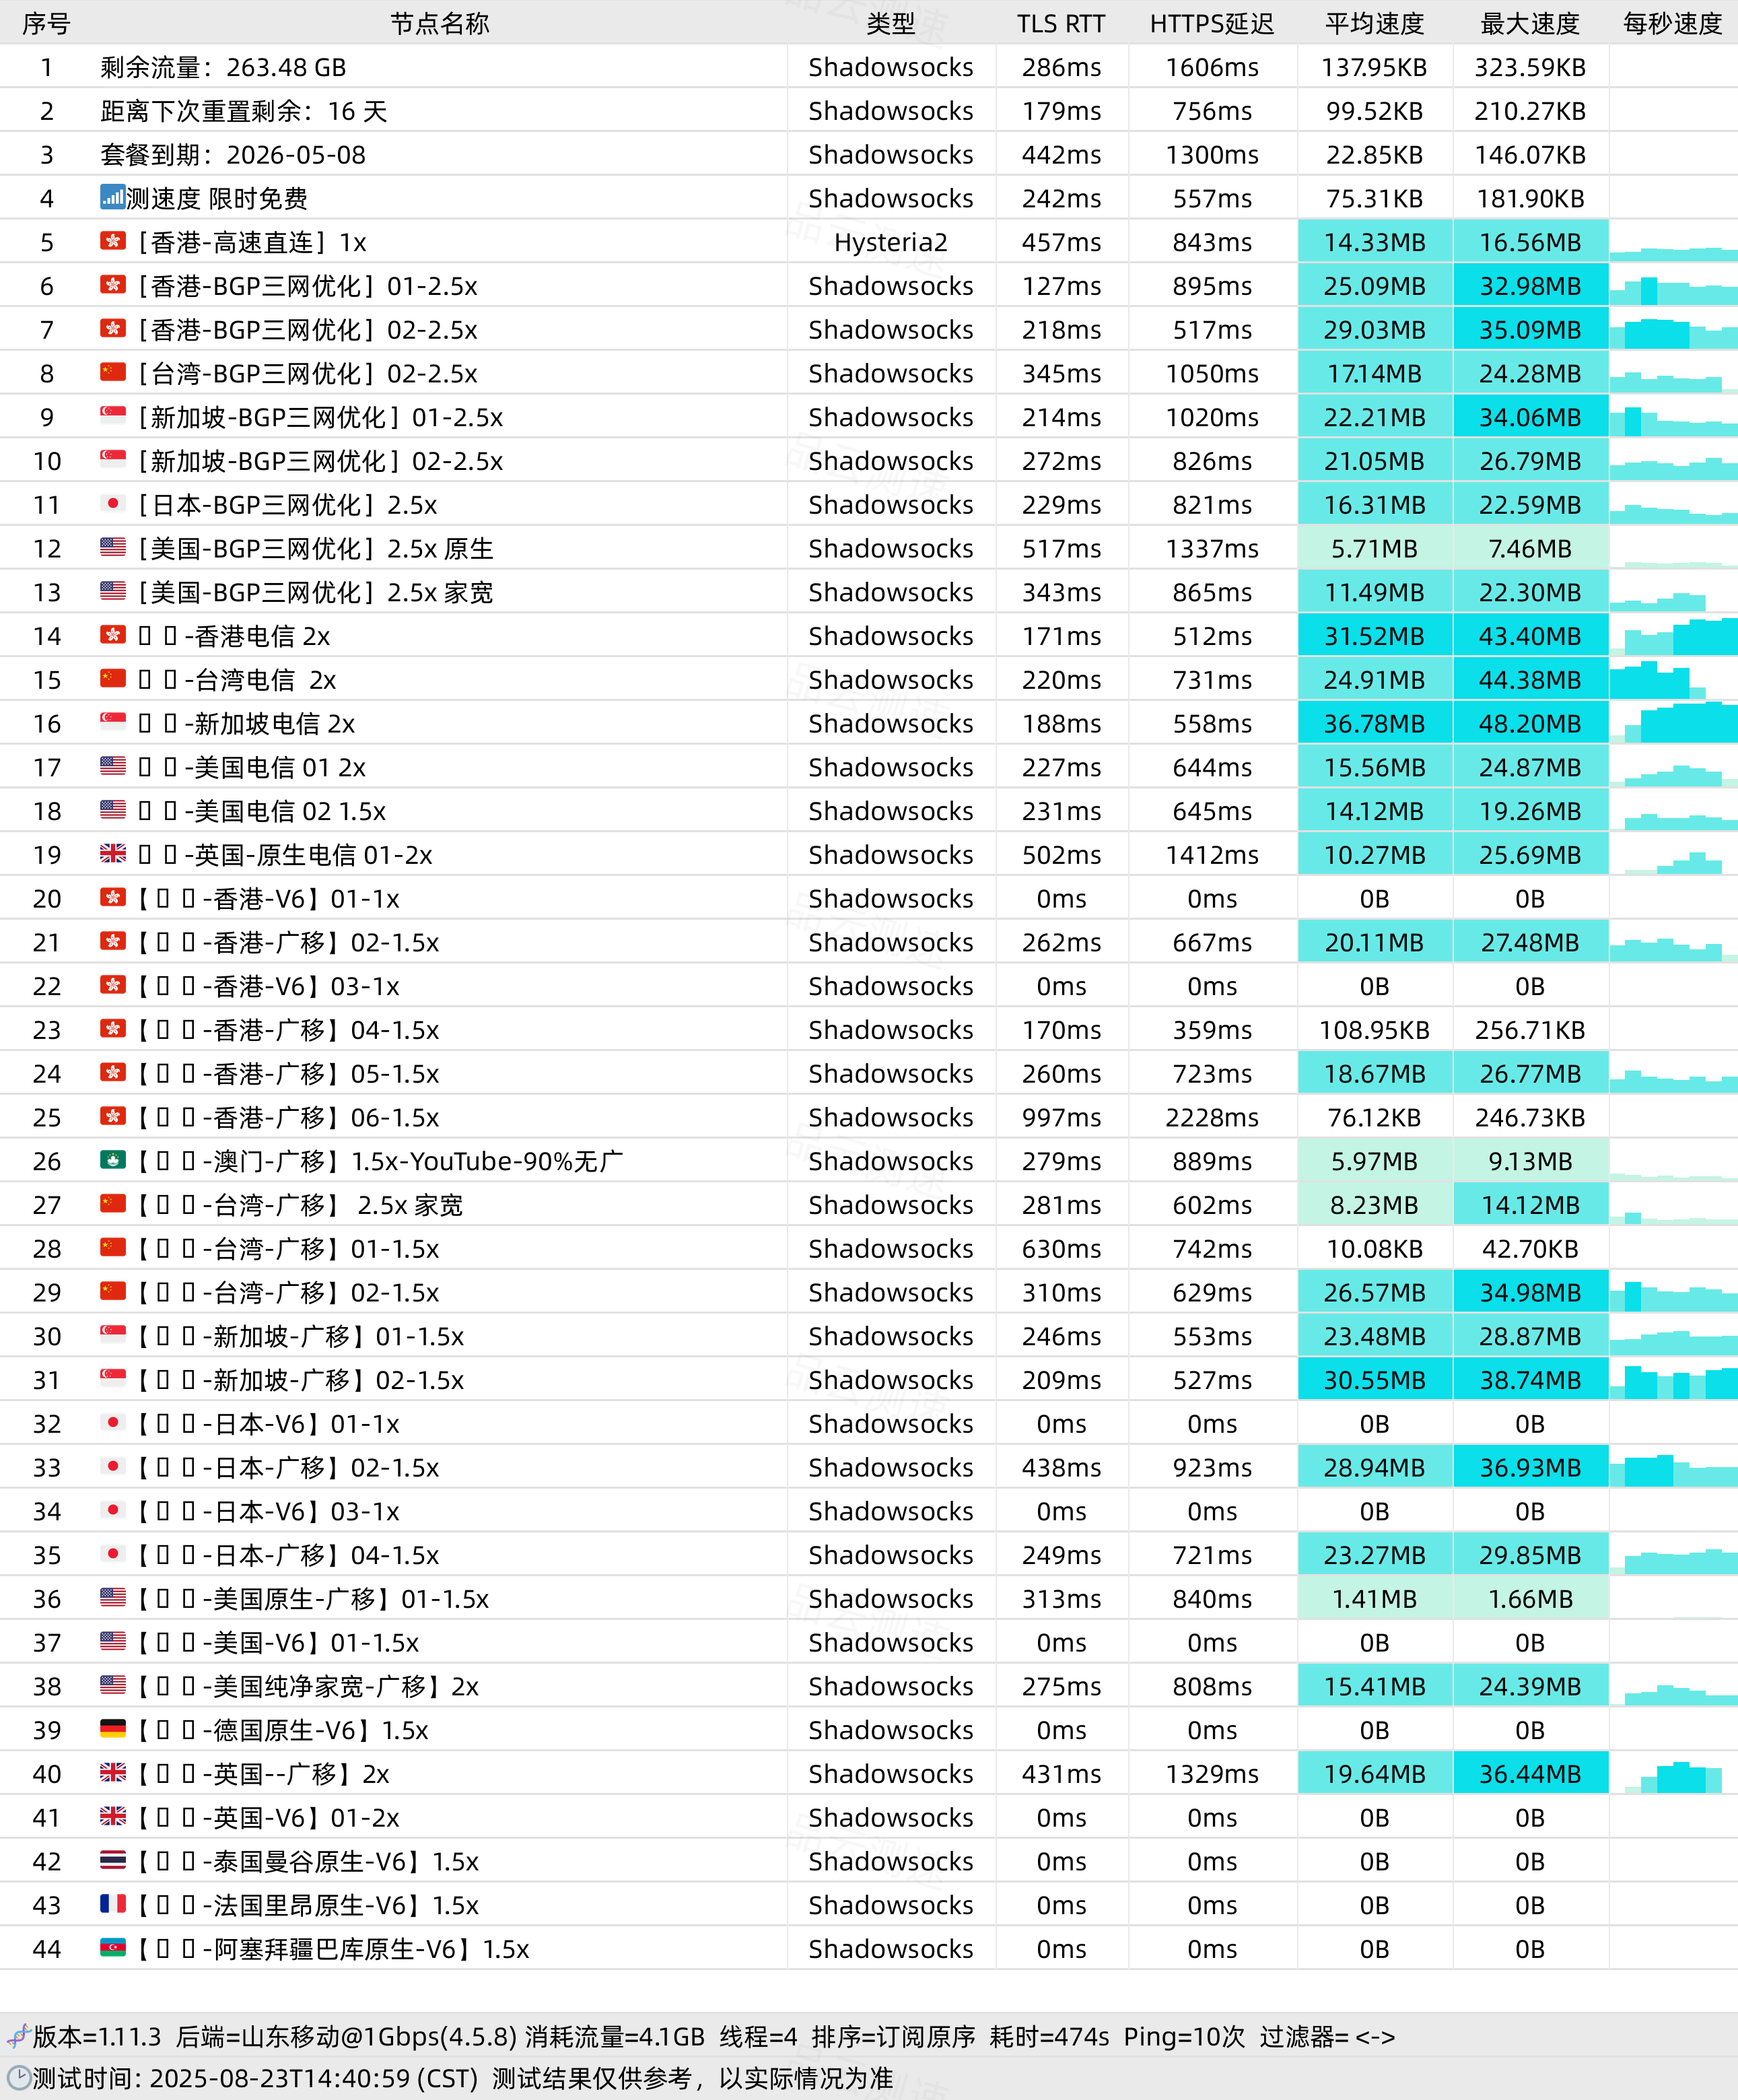 序号 节点名称 类型 TLS RTT HTTPS延迟 平均速度 最大速度 每秒速度
1 剩余流量：263.48 GB Shadowsocks 286ms 1606ms 137.95KB 323.59KB
2 距离下次重置剩余：16 天 Shadowsocks 179ms 756ms 99.52KB 210.27KB
3 套餐到期：2026-05-08 Shadowsocks 442ms 1300ms 22.85KB 146.07KB
4 测速度 限时免费 Shadowsocks 242ms 557ms 75.31KB 181.90KB
5 [香港-高速直连] 1x Hysteria2 457ms 843ms 14.33MB 16.56MB
6 [香港-BGP三网优化] 01-2.5x Shadowsocks 127ms 895ms 25.09MB 32.98MB
7 [香港-BGP三网优化] 02-2.5x Shadowsocks 218ms 517ms 29.03MB 35.09MB
8 [台湾-BGP三网优化] 02-2.5x Shadowsocks 345ms 1050ms 17.14MB 24.28MB
9 [新加坡-BGP三网优化] 01-2.5x Shadowsocks 214ms 1020ms 22.21MB 34.06MB
10 [新加坡-BGP三网优化] 02-2.5x Shadowsocks 272ms 826ms 21.05MB 26.79MB
11 [日本-BGP三网优化] 2.5x Shadowsocks 229ms 821ms 16.31MB 22.59MB
12 [美国-BGP三网优化] 2.5x 原生 Shadowsocks 517ms 1337ms 5.71MB 7.46MB
13 [美国-BGP三网优化] 2.5x 家宽 Shadowsocks 343ms 865ms 11.49MB 22.30MB
14 -香港电信 2x Shadowsocks 171ms 512ms 31.52MB 43.40MB
15 -台湾电信 2x Shadowsocks 220ms 731ms 24.91MB 44.38MB
16 -新加坡电信 2x Shadowsocks 188ms 558ms 36.78MB 48.20MB
17 -美国电信 01 2x Shadowsocks 227ms 644ms 15.56MB 24.87MB
18 -美国电信 02 1.5x Shadowsocks 231ms 645ms 14.12MB 19.26MB
19 -英国-原生电信 01-2x Shadowsocks 502ms 1412ms 10.27MB 25.69MB
20 【 -香港-V6】01-1x Shadowsocks 0ms 0ms 0B 0B
21 【 -香港-广移】02-1.5x Shadowsocks 262ms 667ms 20.11MB 27.48MB
22 【 -香港-V6】03-1x Shadowsocks 0ms 0ms 0B 0B
23 【 -香港-广移】04-1.5x Shadowsocks 170ms 359ms 108.95KB 256.71KB
24 【 -香港-广移】05-1.5x Shadowsocks 260ms 723ms 18.67MB 26.77MB
25 【 -香港-广移】06-1.5x Shadowsocks 997ms 2228ms 76.12KB 246.73KB
26 【 -澳门-广移】1.5x-YouTube-90%无广 Shadowsocks 279ms 889ms 5.97MB 9.13MB
27 【 -台湾-广移】 2.5x 家宽 Shadowsocks 281ms 602ms 8.23MB 14.12MB
28 【 -台湾-广移】01-1.5x Shadowsocks 630ms 742ms 10.08KB 42.70KB
29 【 -台湾-广移】02-1.5x Shadowsocks 310ms 629ms 26.57MB 34.98MB
30 【 -新加坡-广移】01-1.5x Shadowsocks 246ms 553ms 23.48MB 28.87MB
31 【 -新加坡-广移】02-1.5x Shadowsocks 209ms 527ms 30.55MB 38.74MB
32 【 -日本-V6】01-1x Shadowsocks 0ms 0ms 0B 0B
33 【 -日本-广移】02-1.5x Shadowsocks 438ms 923ms 28.94MB 36.93MB
34 【 -日本-V6】03-1x Shadowsocks 0ms 0ms 0B 0B
35 【 -日本-广移】04-1.5x Shadowsocks 249ms 721ms 23.27MB 29.85MB
36 【 -美国原生-广移】01-1.5x Shadowsocks 313ms 840ms 1.41MB 1.66MB
37 【 -美国-V6】01-1.5x Shadowsocks 0ms 0ms 0B 0B
38 【 -美国纯净家宽-广移】2x Shadowsocks 275ms 808ms 15.41MB 24.39MB
39 【 -德国原生-V6】1.5x Shadowsocks 0ms 0ms 0B 0B
40 【 -英国--广移】2x Shadowsocks 431ms 1329ms 19.64MB 36.44MB
41 【 -英国-V6】01-2x Shadowsocks 0ms 0ms 0B 0B
42 【 -泰国曼谷原生-V6】1.5x Shadowsocks 0ms 0ms 0B 0B
43 【 -法国里昂原生-V6】1.5x Shadowsocks 0ms 0ms 0B 0B
44 【 -阿塞拜疆巴库原生-V6】1.5x Shadowsocks 0ms 0ms 0B 0B
版本=1.11.3 后端=山东移动@1Gbps(4.5.8) 消耗流量=4.1GB 线程=4 排序=订阅原序 耗时=474s Ping=10次 过滤器= <->
测试时间: 2025-08-23T14:40:59 (CST) 测试结果仅供参考，以实际情况为准